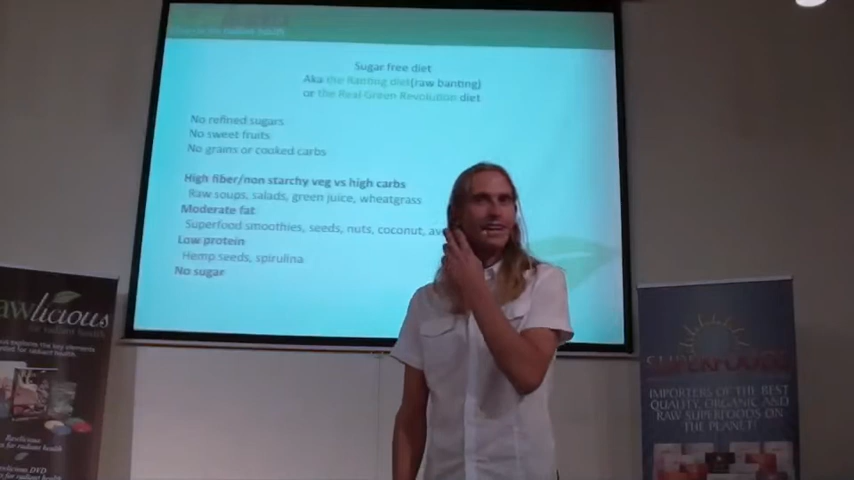 Sugar free diet
Aka the Banting diet(raw banting)
or the Real Green Revolution diet
No refined sugars
No sweet fruits
No grains or cooked carbs
High fiber/non starchy veg vs high carbs
Raw soups, salads, green juice, wheatgrass
Moderate fat
Superfood smoothies, seeds, nuts, coconut, av
Low protein
Hemp seeds, spirulina
No sugar
awlicious
for radiant health
SUPERFOODS
IMPORTERS OF THE BEST
QUALITY, ORGANIC AND
RAW SUPERFOODS ON
THE PLANET!